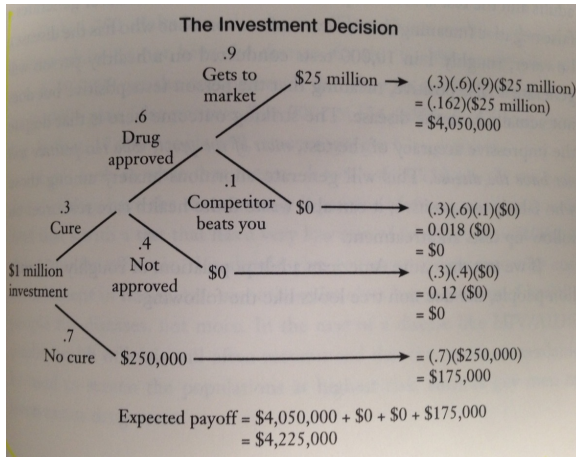 The Investment Decision
.9
Gets to
market
$25 million
(.3)(.6)(.9)($25 million)
= (.162)($25 million)
= $4,050,000
.6
Drug
approved
.1
Competitor
beats you
$0
(.3)(.6)(.1)($0)
= 0.018 ($0)
= $0
.3
Cure
.4
Not
approved
$0
= (.3)(.4)($0)
= 0.12 ($0)
= $0
$1 million
investment
.7
No cure
$250,000
= (.7)($250,000)
= $175,000
Expected payoff = $4,050,000 + $0 + $0 + $175,000
= $4,225,000